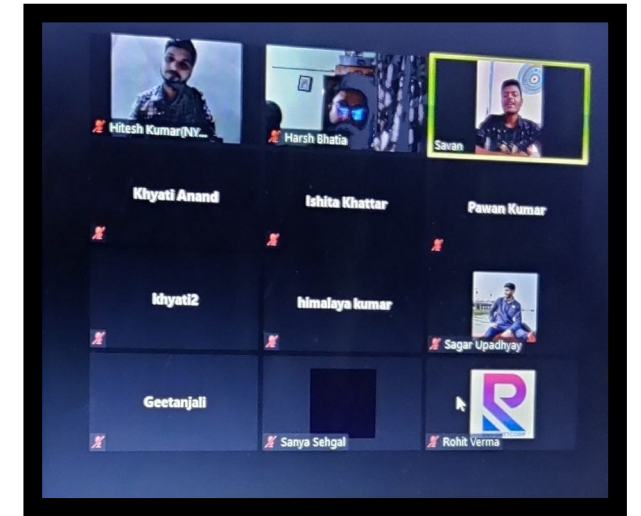 Hitesh Kumar(NY...
Harsh Bhatia
Savan
Khyati Anand
Ishita Khattar
Pawan Kumar
khyati2
himalaya kumar
Sagar Upadhyay
Geetanjali
Sanya Sehgal
R
Rohit Verma